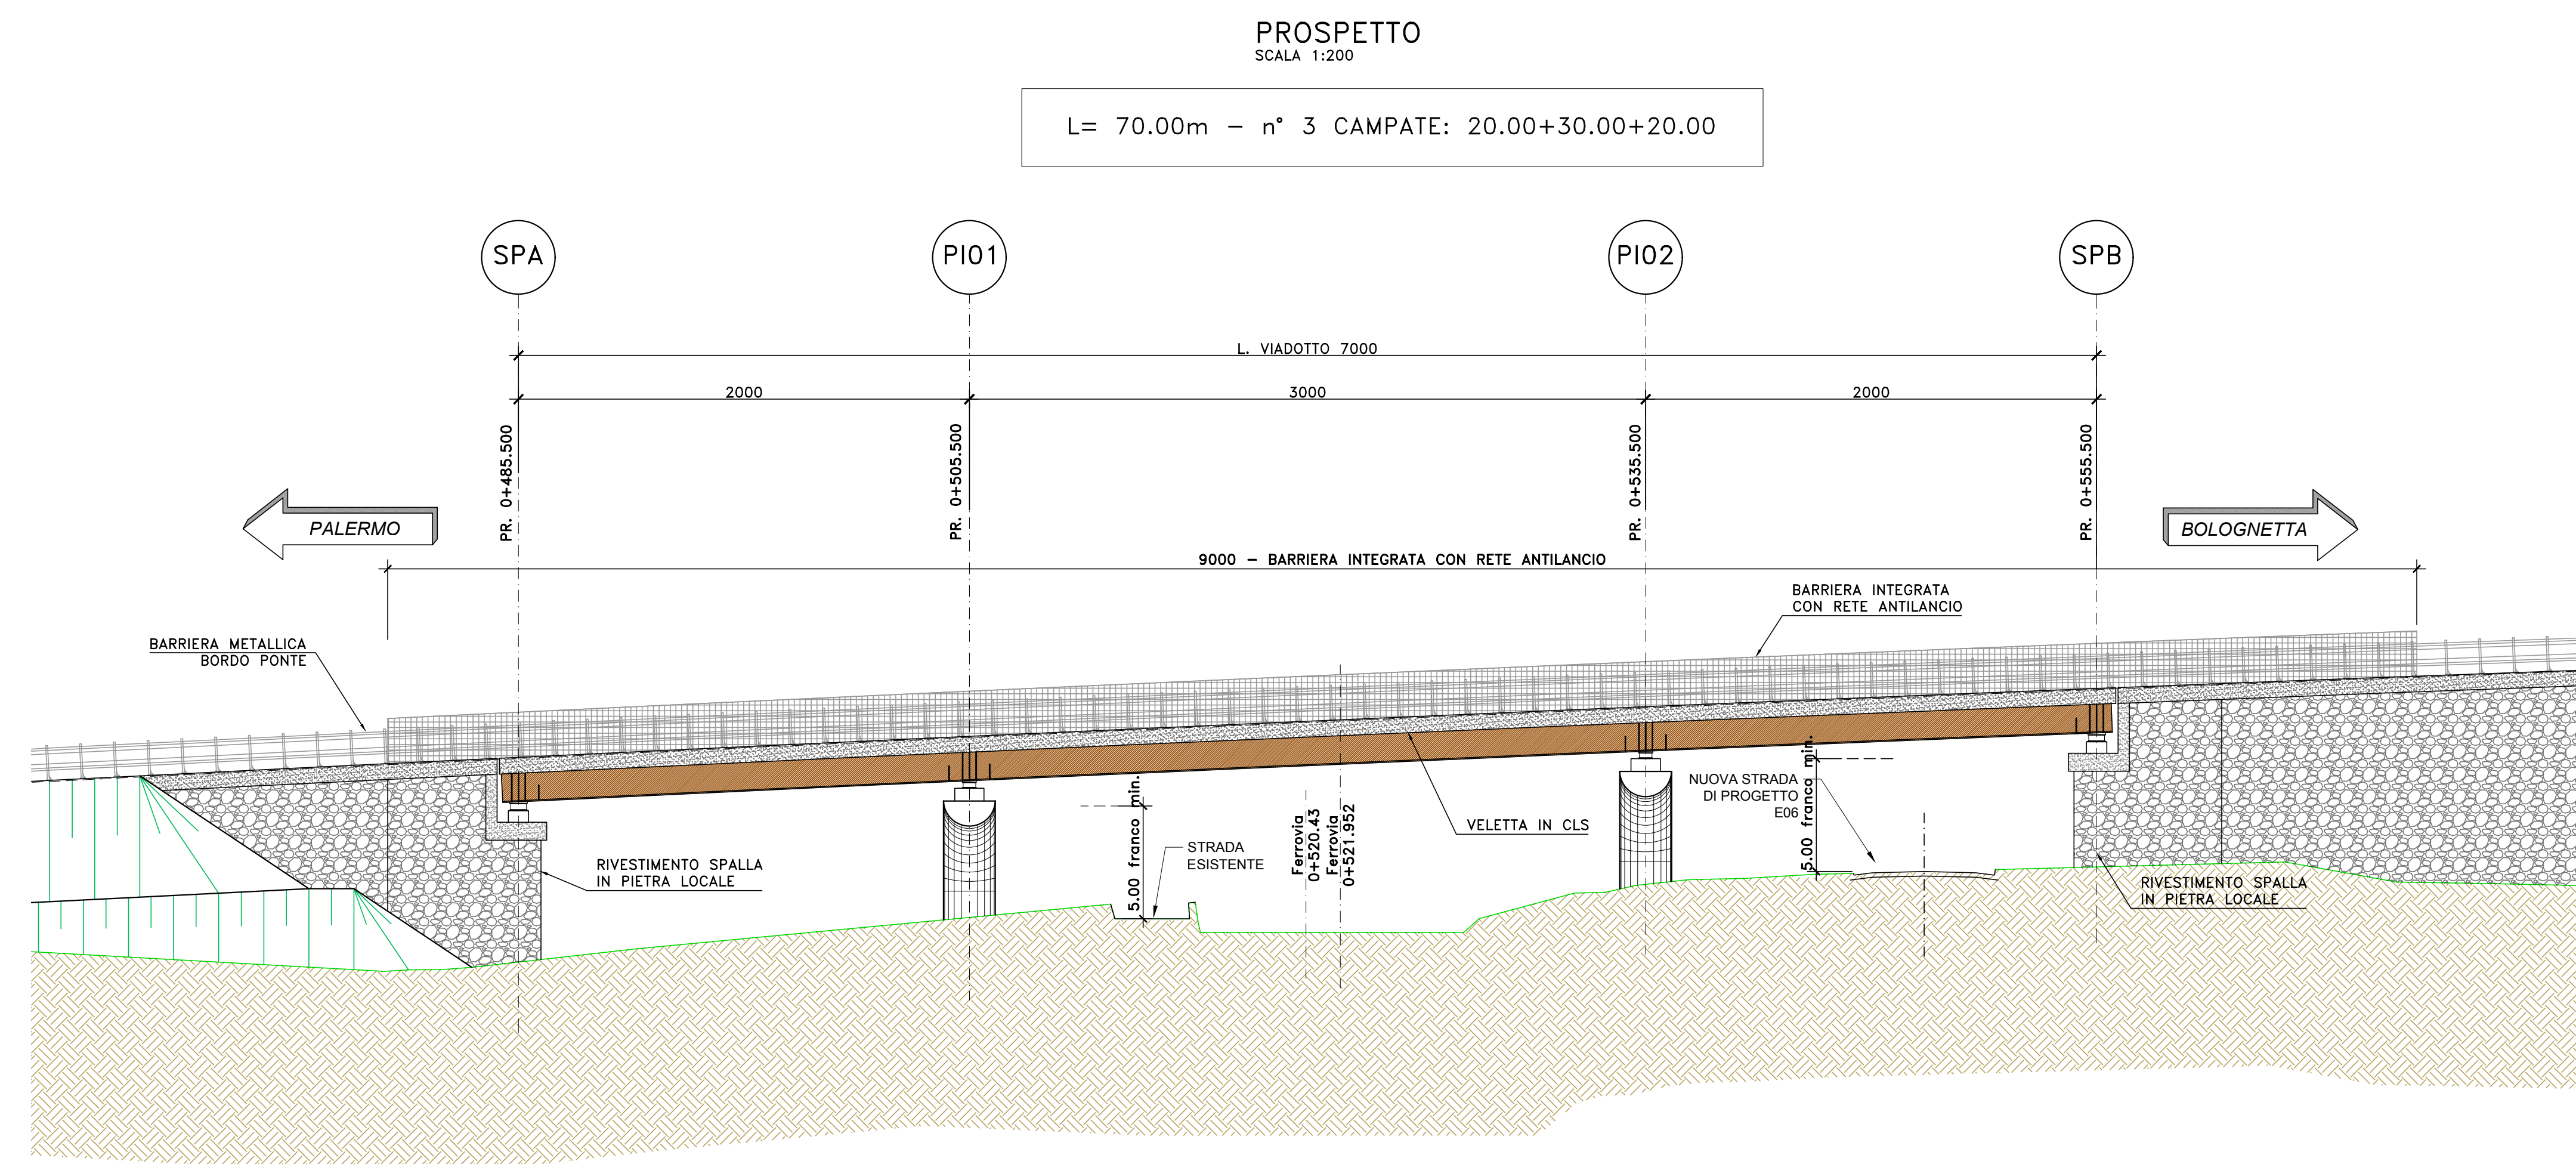 PROSPETTO
SCALA 1:200
L= 70.00m - n° 3 CAMPATE: 20.00+30.00+20.00
SPA
PI01
PI02
SPB
L. VIADOTTO 7000
2000
3000
2000
PR. 0+485.500
PR. 0+505.500
PR. 0+535.500
PR. 0+555.500
PALERMO
BOLOGNETTA
9000 - BARRIERA INTEGRATA CON RETE ANTILANCIO
BARRIERA INTEGRATA
CON RETE ANTILANCIO
BARRIERA METALLICA
BORDO PONTE
RIVESTIMENTO SPALLA
IN PIETRA LOCALE
5.00 franco min.
STRADA
ESISTENTE
Ferrovia
0+520.43
Ferrovia
0+521.952
VELETTA IN CLS
NUOVA STRADA
DI PROGETTO
E06
5.00 franco min.
RIVESTIMENTO SPALLA
IN PIETRA LOCALE